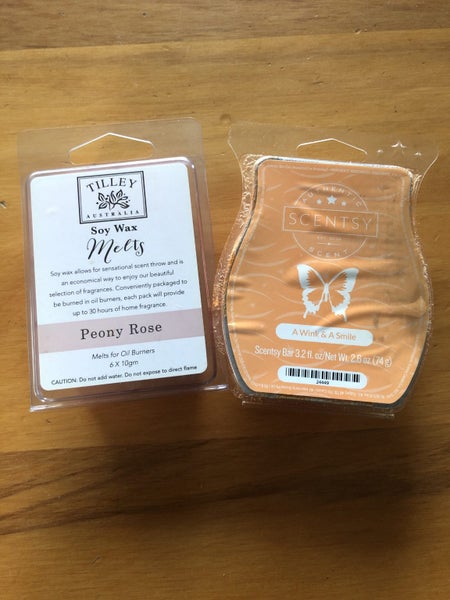 TILLEY
AUSTRALIA
Soy Wax
Melts
Soy wax allows for sensational scent throw and is
an economical way to enjoy our beautiful
selection of fragrances. Conveniently packaged to
be burned in oil burners, each pack will provide
up to 30 hours of home fragrance.
Peony Rose
Melts for Oil Burners
6 X 10gm
CAUTION: Do not add water. Do not expose to direct flame
AUTHENTIC
SCENTSY
SCENT
A Wink & A Smile
Scentsy Bar 3.2 fl. oz/Net Wt. 2.6 oz (74 g)